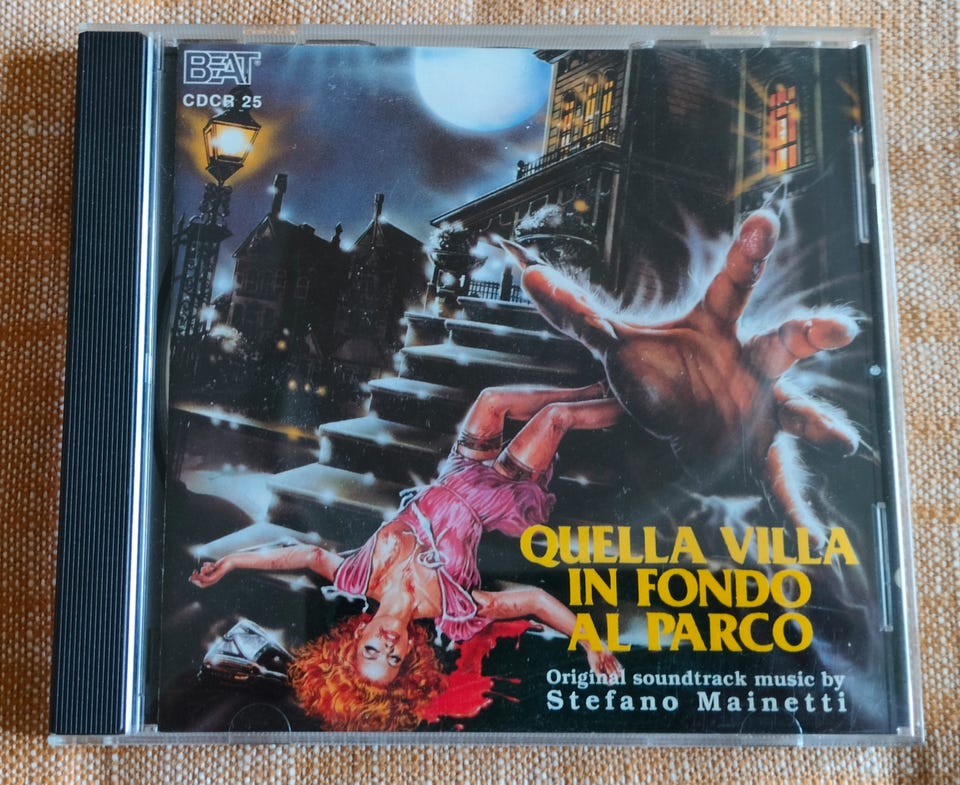 BEAT®
CDCR 25
QUELLA VILLA
IN FONDO
AL PARCO
Original soundtrack music by
Stefano Mainetti